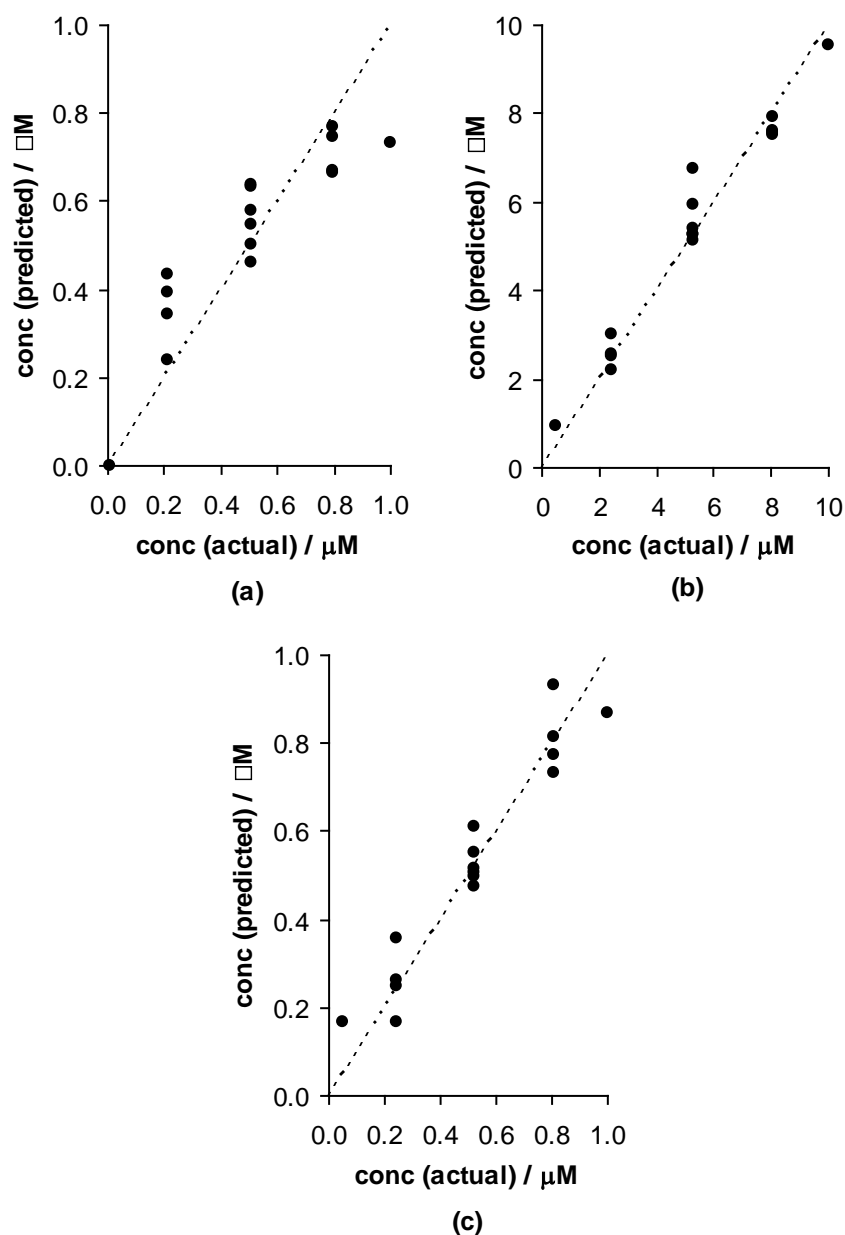 1.0
0.8
0.6
0.4
0.2
0.0
conc (predicted) / □M
0.0 0.2 0.4 0.6 0.8 1.0
conc (actual) / μM
(a)
10
8
6
4
2
0
conc (predicted) / □M
0 2 4 6 8 10
conc (actual) / μM
(b)
1.0
0.8
0.6
0.4
0.2
0.0
conc (predicted) / □M
0.0 0.2 0.4 0.6 0.8 1.0
conc (actual) / μM
(c)